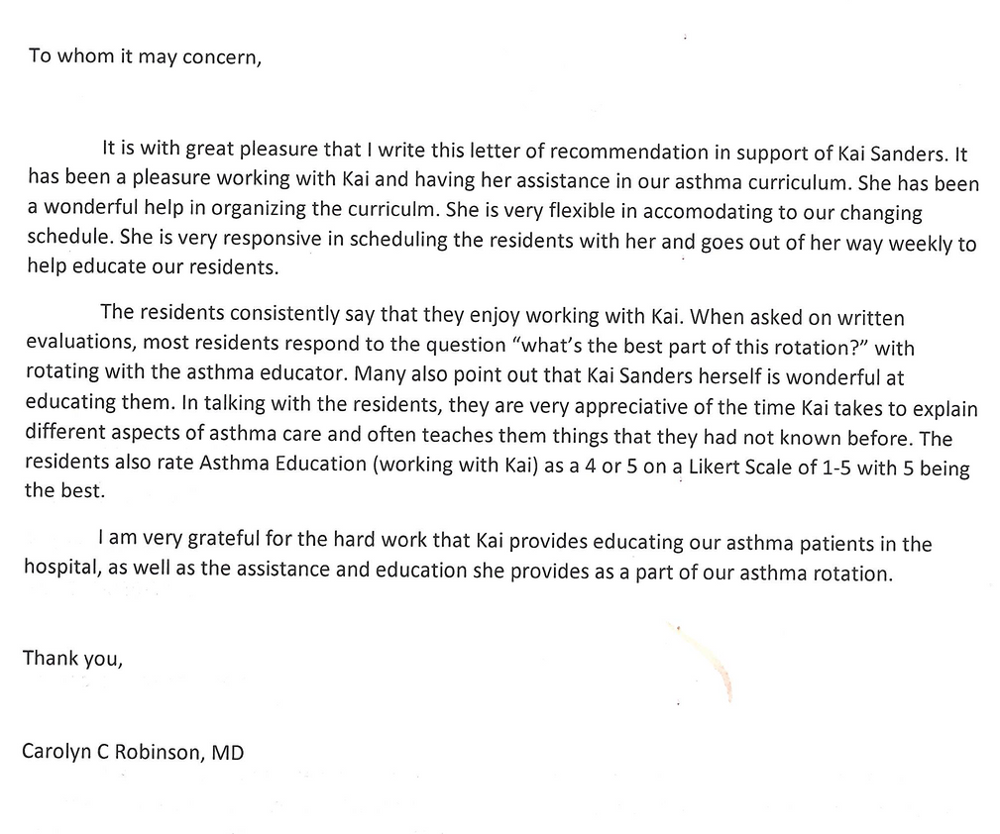 To whom it may concern,
It is with great pleasure that I write this letter of recommendation in support of Kai Sanders. It
has been a pleasure working with Kai and having her assistance in our asthma curriculum. She has been
a wonderful help in organizing the curriculm. She is very flexible in accomodating to our changing
schedule. She is very responsive in scheduling the residents with her and goes out of her way weekly to
help educate our residents.
The residents consistently say that they enjoy working with Kai. When asked on written
evaluations, most residents respond to the question “what’s the best part of this rotation?” with
rotating with the asthma educator. Many also point out that Kai Sanders herself is wonderful at
educating them. In talking with the residents, they are very appreciative of the time Kai takes to explain
different aspects of asthma care and often teaches them things that they had not known before. The
residents also rate Asthma Education (working with Kai) as a 4 or 5 on a Likert Scale of 1-5 with 5 being
the best.
I am very grateful for the hard work that Kai provides educating our asthma patients in the
hospital, as well as the assistance and education she provides as a part of our asthma rotation.
Thank you,
Carolyn C Robinson, MD